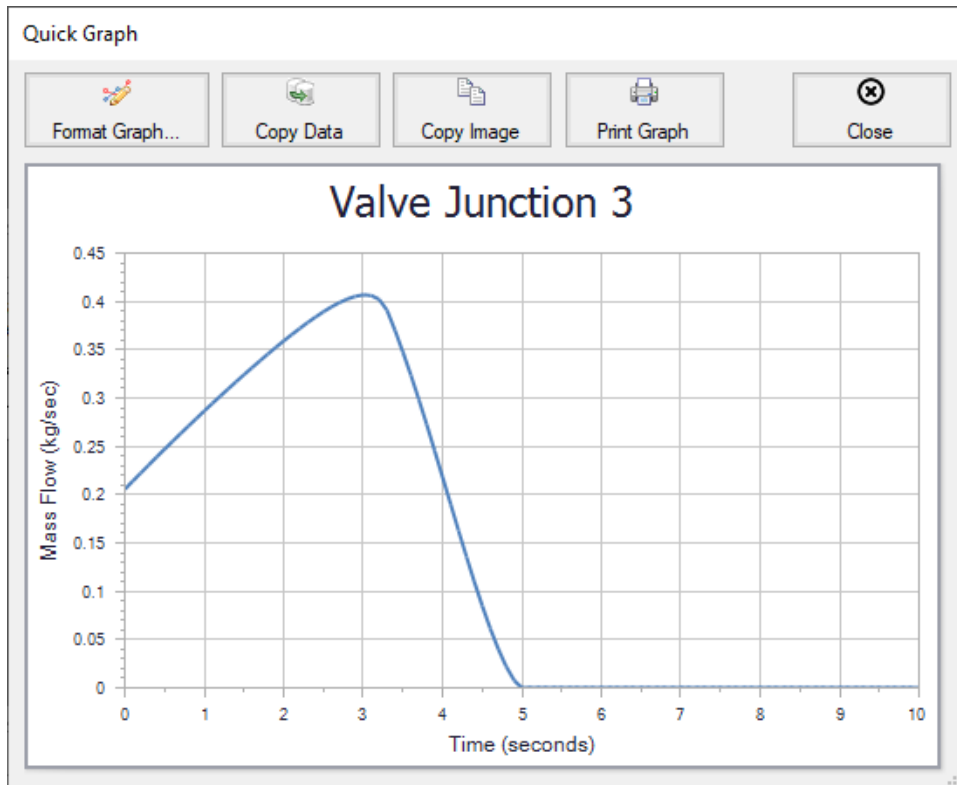 Quick Graph
Format Graph...
Copy Data
Copy Image
Print Graph
Close
Valve Junction 3
Mass Flow (kg/sec)
0.45
0.4
0.35
0.3
0.25
0.2
0.15
0.1
0.05
0
0 1 2 3 4 5 6 7 8 9 10
Time (seconds)